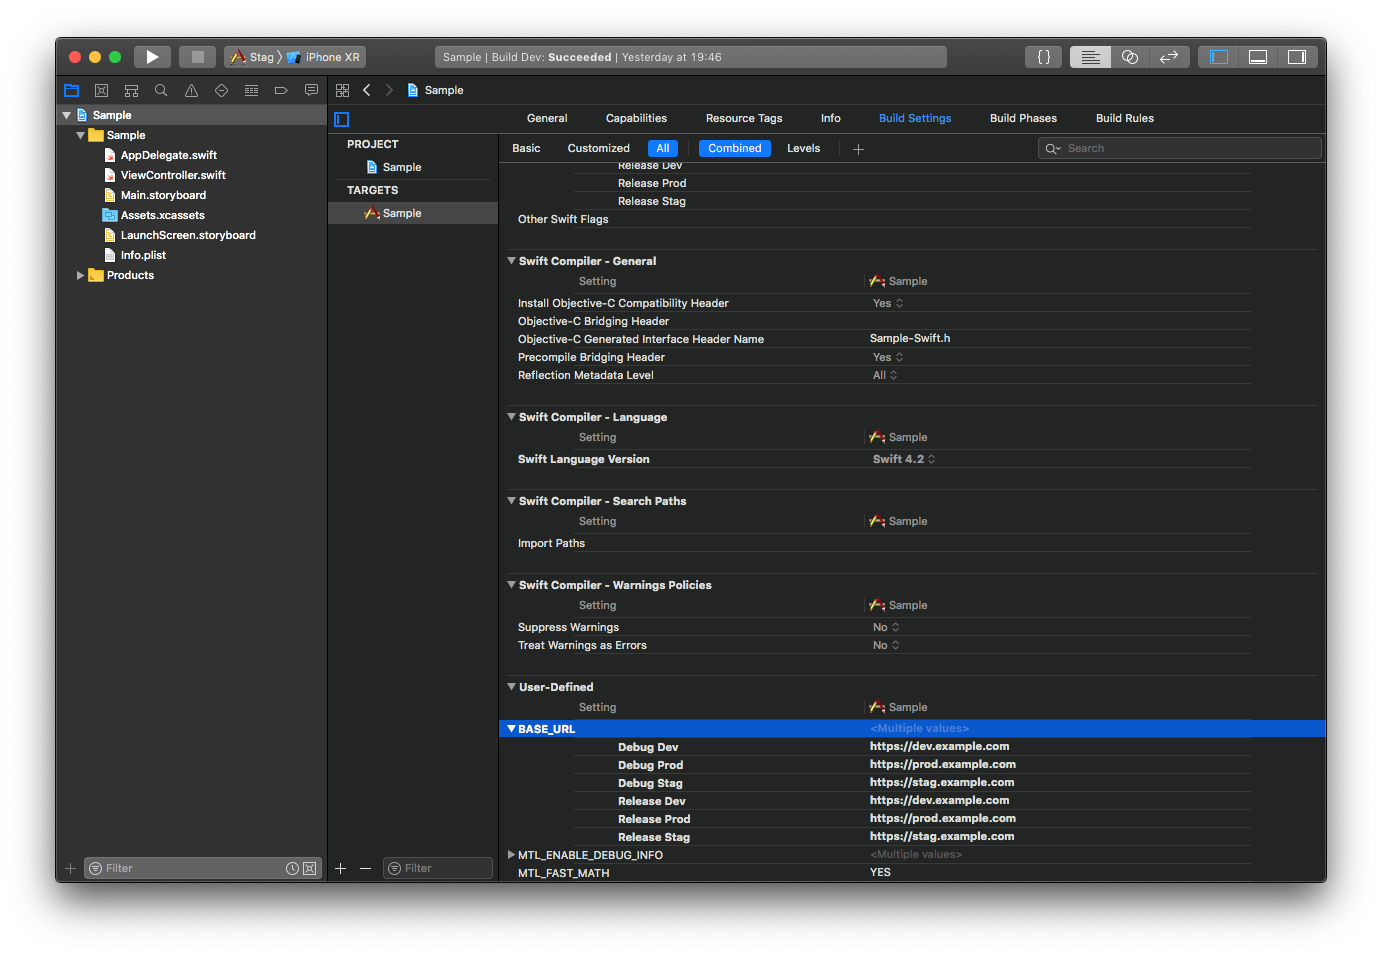 Stag
iPhone XR
Sample | Build Dev: Succeeded | Yesterday at 19:46
{ }
Sample
Sample
AppDelegate.swift
ViewController.swift
Main.storyboard
Assets.xcassets
LaunchScreen.storyboard
Info.plist
Products
Filter
Sample
General
Capabilities
Resource Tags
Info
Build Settings
Build Phases
Build Rules
PROJECT
Sample
TARGETS
Sample
Filter
Basic
Customized
All
Combined
Levels
Search
Release Dev
Release Prod
Release Stag
Other Swift Flags
Swift Compiler - General
Setting Sample
Install Objective-C Compatibility Header Yes
Objective-C Bridging Header
Objective-C Generated Interface Header Name Sample-Swift.h
Precompile Bridging Header Yes
Reflection Metadata Level All
Swift Compiler - Language
Setting Sample
Swift Language Version Swift 4.2
Swift Compiler - Search Paths
Setting Sample
Import Paths
Swift Compiler - Warnings Policies
Setting Sample
Suppress Warnings No
Treat Warnings as Errors No
User-Defined
Setting Sample
BASE_URL <Multiple values>
Debug Dev https://dev.example.com
Debug Prod https://prod.example.com
Debug Stag https://stag.example.com
Release Dev https://dev.example.com
Release Prod https://prod.example.com
Release Stag https://stag.example.com
MTL_ENABLE_DEBUG_INFO <Multiple values>
MTL_FAST_MATH YES